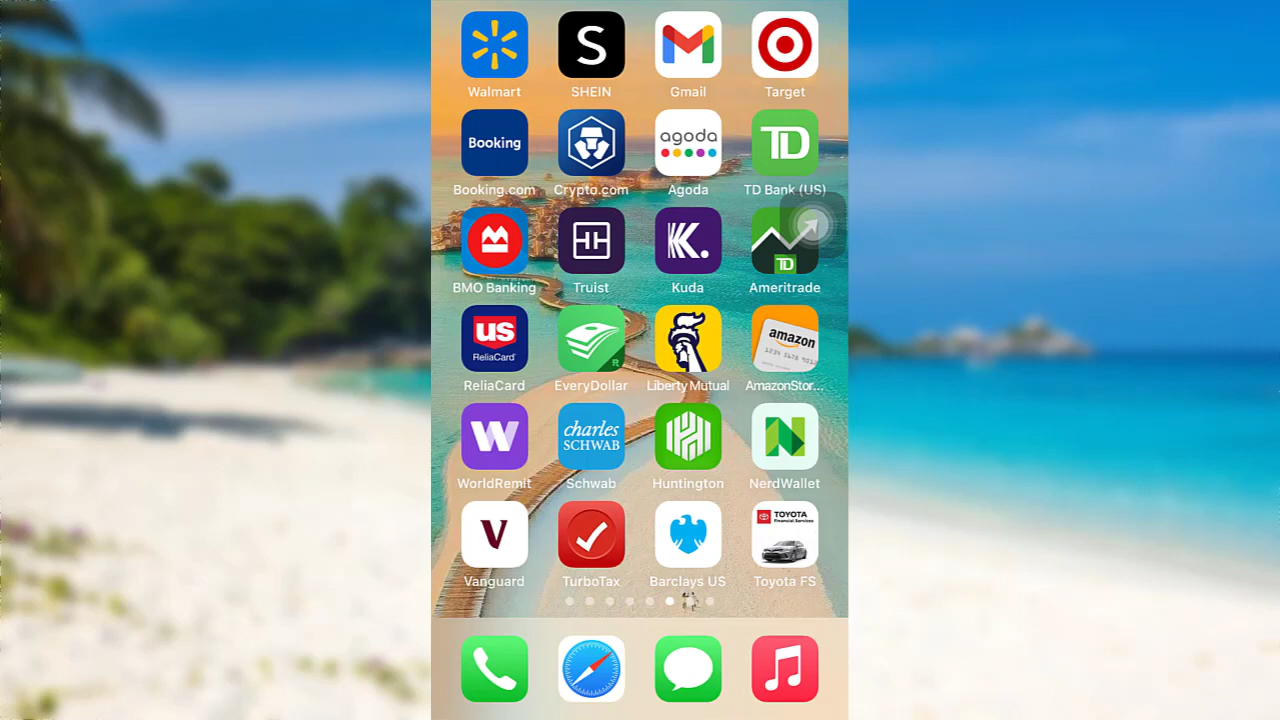 Walmart SHEIN Gmail Target
Booking agoda TD
Booking.com Crypto.com Agoda TD Bank (US)
TD
BMO Banking Truist Kuda Ameritrade
us
ReliaCard
amazon
ReliaCard EveryDollar Liberty Mutual AmazonStor...
charles
SCHWAB
WorldRemit Schwab Huntington NerdWallet
TOYOTA
Financial Services
Vanguard TurboTax Barclays US Toyota FS